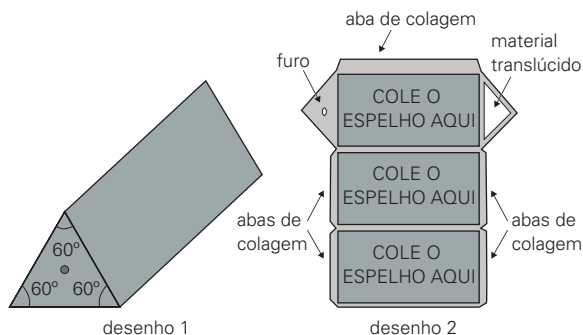 aba de colagem
furo
material
translúcido
COLE O
ESPELHO AQUI
COLE O
ESPELHO AQUI
abas de
colagem
abas de
colagem
COLE O
ESPELHO AQUI
60º
60º
60º
desenho 1
desenho 2